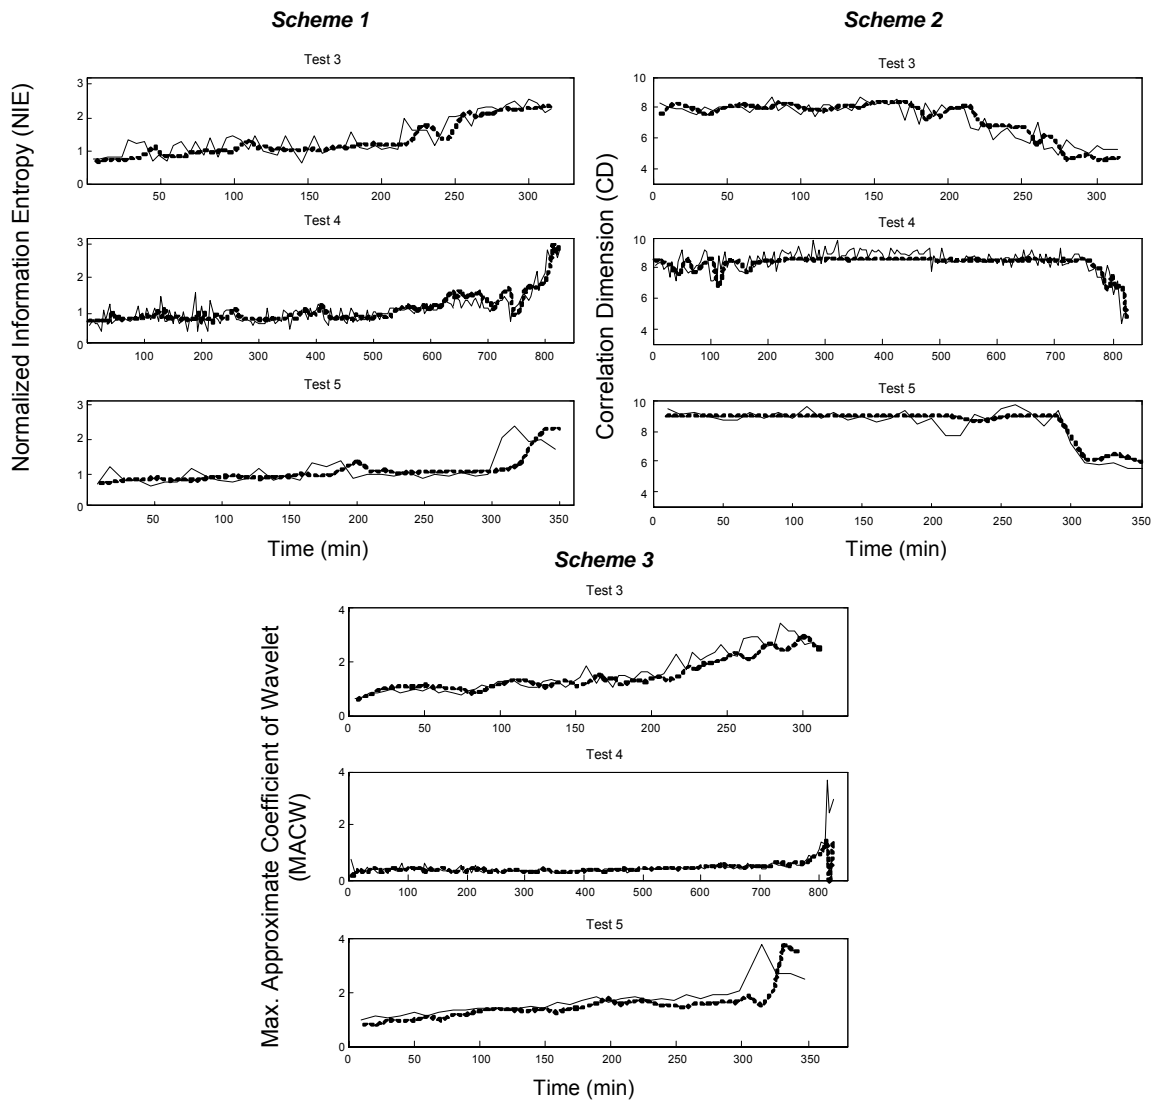 Scheme 1
Scheme 2
Normalized Information Entropy (NIE)
Test 3
3
2
1
0
50 100 150 200 250 300
Test 4
3
2
1
0
100 200 300 400 500 600 700 800
Test 5
3
2
1
0
50 100 150 200 250 300 350
Time (min)
Correlation Dimension (CD)
Test 3
10
8
6
4
0 50 100 150 200 250 300
Test 4
10
8
6
4
0 100 200 300 400 500 600 700 800
Test 5
10
8
6
4
0 50 100 150 200 250 300 350
Time (min)
Scheme 3
Max. Approximate Coefficient of Wavelet
(MACW)
Test 3
4
2
0
0 50 100 150 200 250 300
Test 4
4
2
0
0 100 200 300 400 500 600 700 800
Test 5
4
2
0
0 50 100 150 200 250 300 350
Time (min)